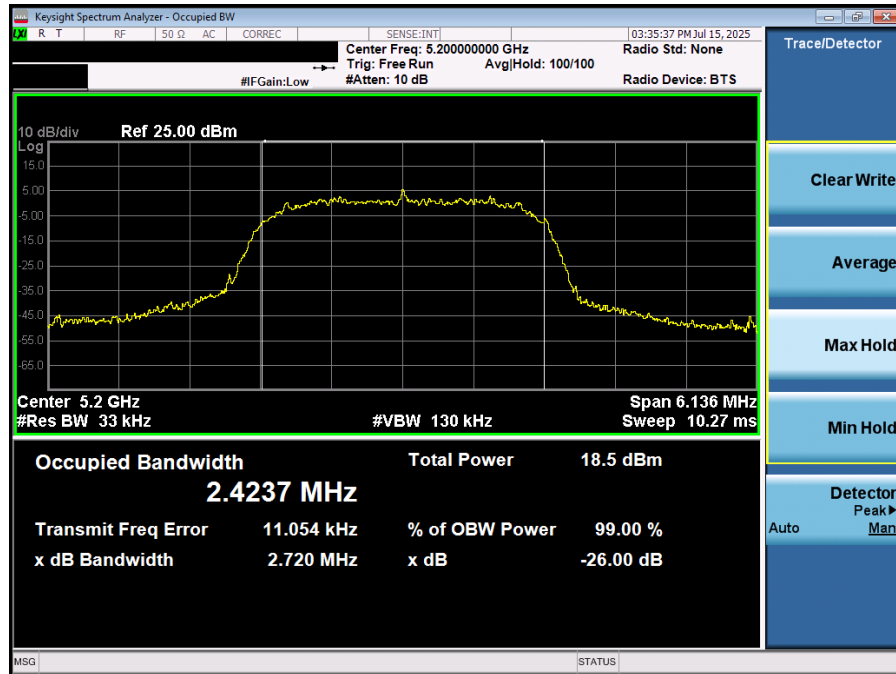 Keysight Spectrum Analyzer - Occupied BW
LXI R T RF 50 Ω AC CORREC SENSE:INT 03:35:37 PM Jul 15, 2025
Center Freq: 5.200000000 GHz Radio Std: None
Trig: Free Run Avg|Hold: 100/100
#IFGain:Low #Atten: 10 dB Radio Device: BTS
Trace/Detector
10 dB/div Ref 25.00 dBm
Log
15.0
5.00
-5.00
-15.0
-25.0
-35.0
-45.0
-55.0
-65.0
Center 5.2 GHz Span 6.136 MHz
#Res BW 33 kHz #VBW 130 kHz Sweep 10.27 ms
Occupied Bandwidth Total Power 18.5 dBm
2.4237 MHz
Transmit Freq Error 11.054 kHz % of OBW Power 99.00 %
x dB Bandwidth 2.720 MHz x dB -26.00 dB
Clear Write
Average
Max Hold
Min Hold
Detector
Peak▶
Auto Man
MSG STATUS